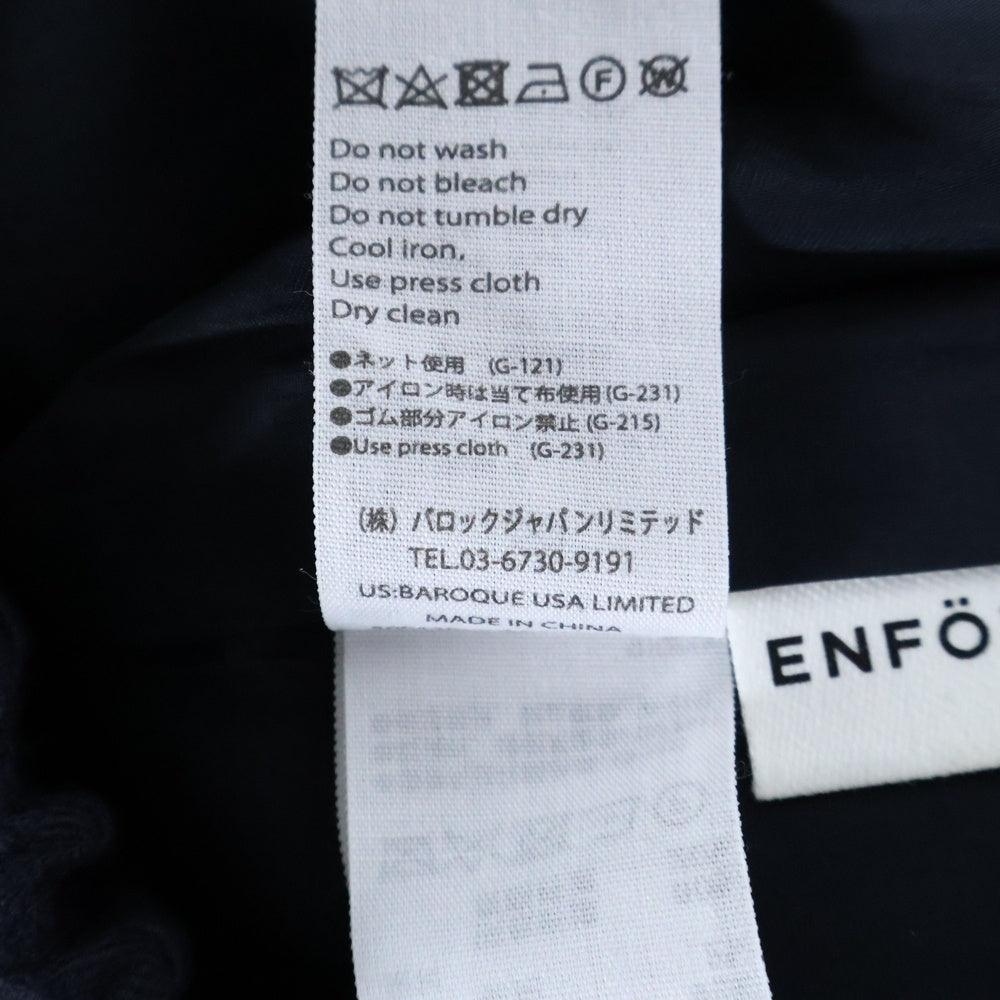 F W
Do not wash
Do not bleach
Do not tumble dry
Cool iron,
Use press cloth
Dry clean
●ネット使用 (G-121)
●アイロン時は当て布使用 (G-231)
●ゴム部分アイロン禁止 (G-215)
●Use press cloth (G-231)
(株) バロックジャパンリミテッド
TEL.03-6730-9191
US:BAROQUE USA LIMITED
MADE IN CHINA
ENFÖ